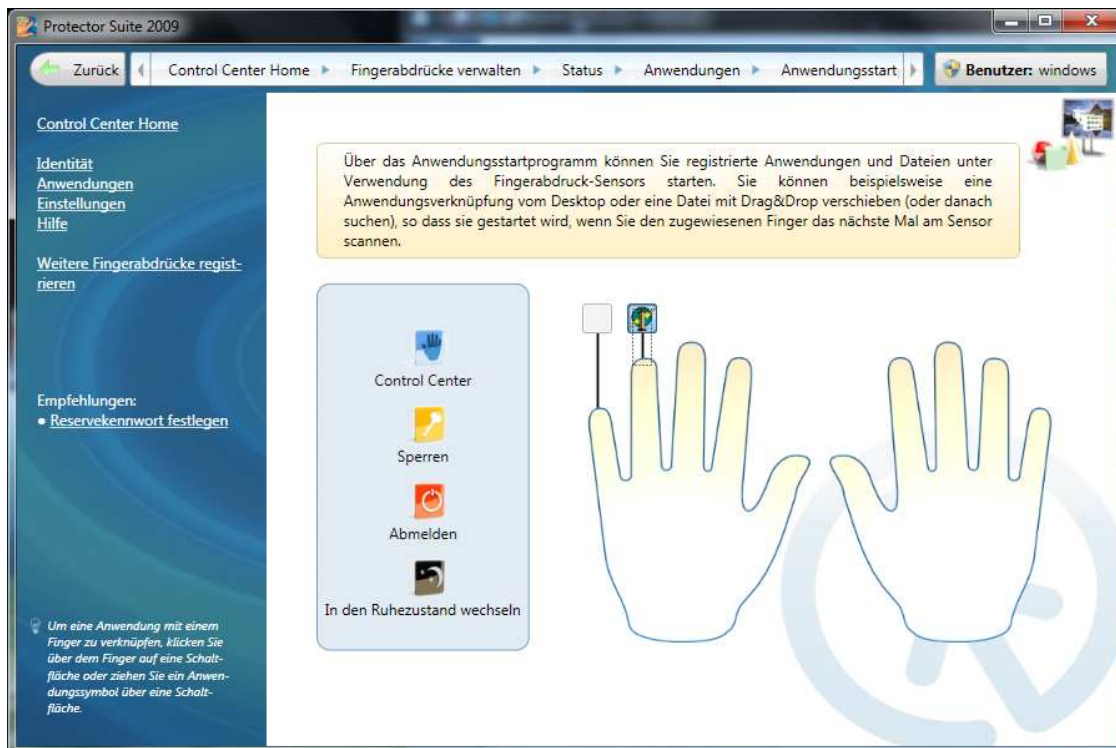 Protector Suite 2009
Zurück
Control Center Home
Fingerabdrücke verwalten
Status
Anwendungen
Anwendungsstart
Benutzer: windows
Control Center Home
Identität
Anwendungen
Einstellungen
Hilfe
Weitere Fingerabdrücke regist-
rieren
Empfehlungen:
• Reservekennwort festlegen
Um eine Anwendung mit einem
Finger zu verknüpfen, klicken Sie
über dem Finger auf eine Schalt-
fläche oder ziehen Sie ein Anwen-
dungssymbol über eine Schalt-
fläche.
Über das Anwendungsstartprogramm können Sie registrierte Anwendungen und Dateien unter
Verwendung des Fingerabdruck-Sensors starten. Sie können beispielsweise eine
Anwendungsverknüpfung vom Desktop oder eine Datei mit Drag&Drop verschieben (oder danach
suchen), so dass sie gestartet wird, wenn Sie den zugewiesenen Finger das nächste Mal am Sensor
scannen.
Control Center
Sperren
Abmelden
In den Ruhezustand wechseln